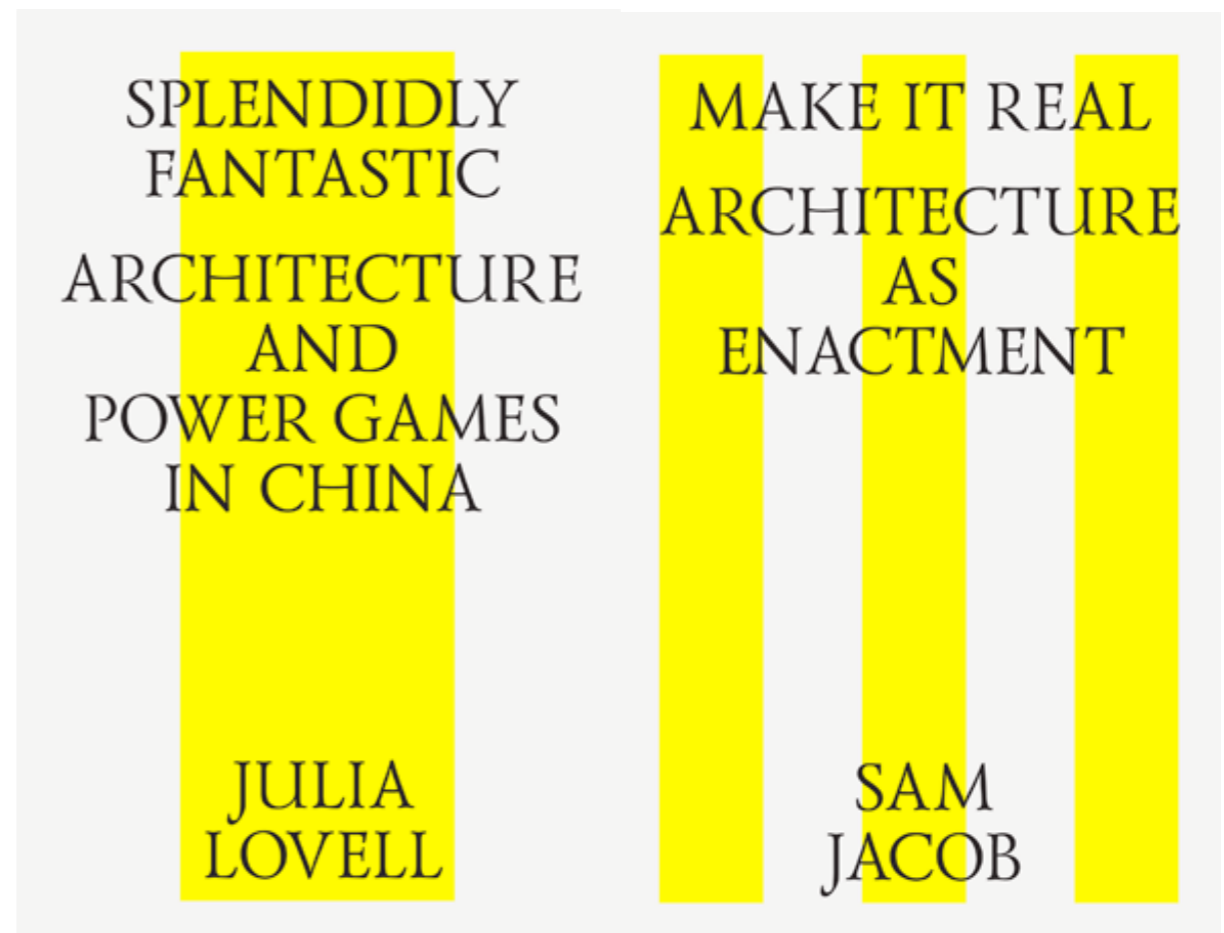 SPLENDIDLY
FANTASTIC
ARCHITECTURE
AND
POWER GAMES
IN CHINA
JULIA
LOVELL
MAKE IT REAL
ARCHITECTURE
AS
ENACTMENT
SAM
JACOB